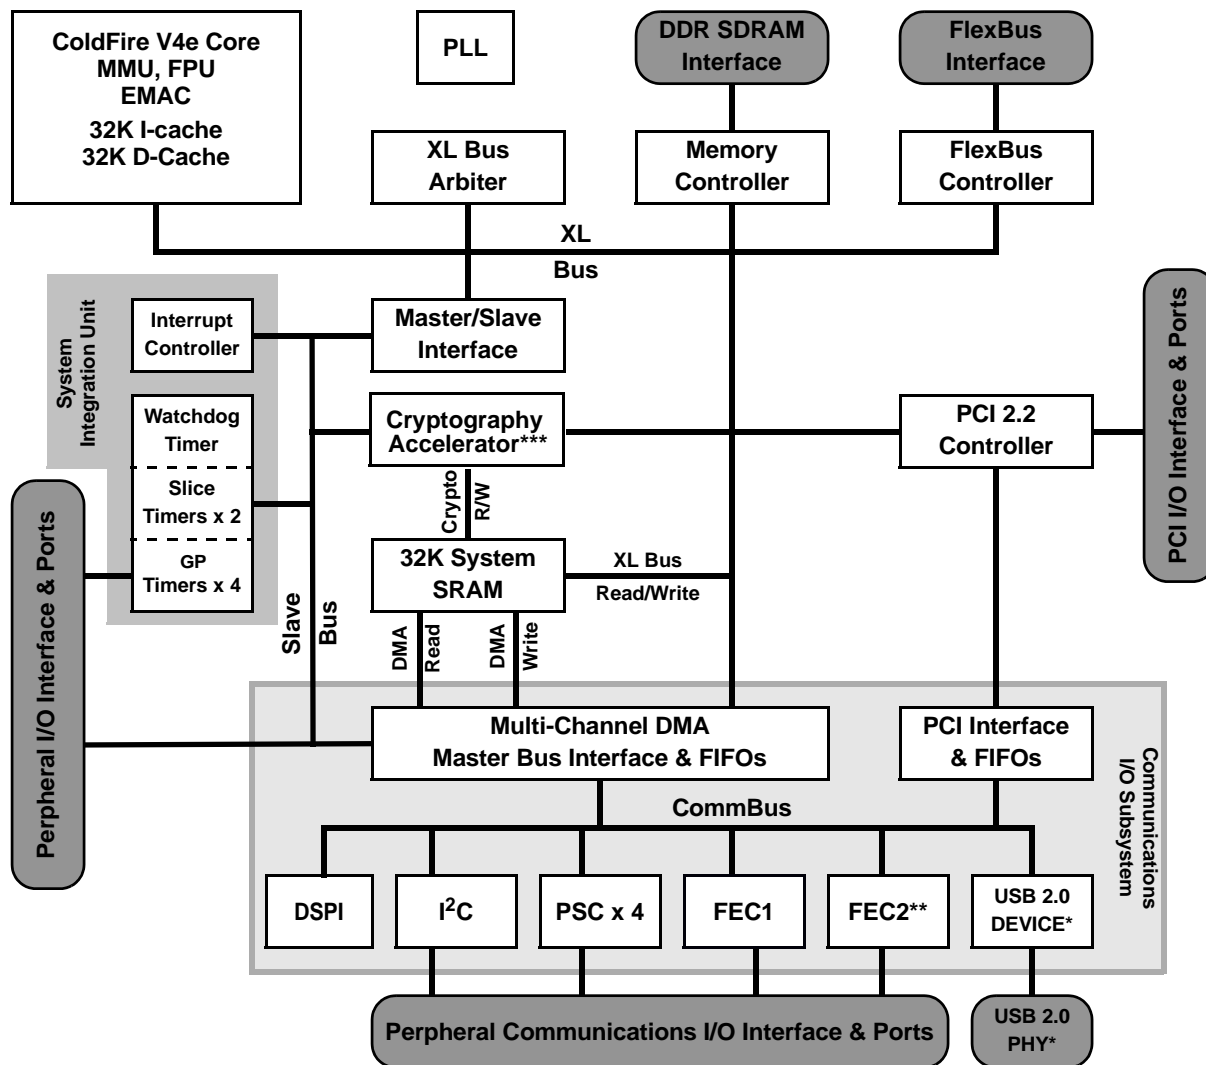 ColdFire V4e Core
MMU, FPU
EMAC
32K I-cache
32K D-Cache
PLL
DDR SDRAM
Interface
FlexBus
Interface
XL Bus
Arbiter
Memory
Controller
FlexBus
Controller
XL
Bus
System
Integration Unit
Interrupt
Controller
Master/Slave
Interface
PCI I/O Interface & Ports
Watchdog
Timer
Slice
Timers x 2
GP
Timers x 4
Cryptography
Accelerator***
PCI 2.2
Controller
Crypto
R/W
Perpheral I/O Interface & Ports
32K System
SRAM
XL Bus
Read/Write
Slave
Bus
DMA
Read
DMA
Write
Multi-Channel DMA
Master Bus Interface & FIFOs
PCI Interface
& FIFOs
Communications
I/O Subsystem
CommBus
DSPI
I²C
PSC x 4
FEC1
FEC2**
USB 2.0
DEVICE*
Perpheral Communications I/O Interface & Ports
USB 2.0
PHY*